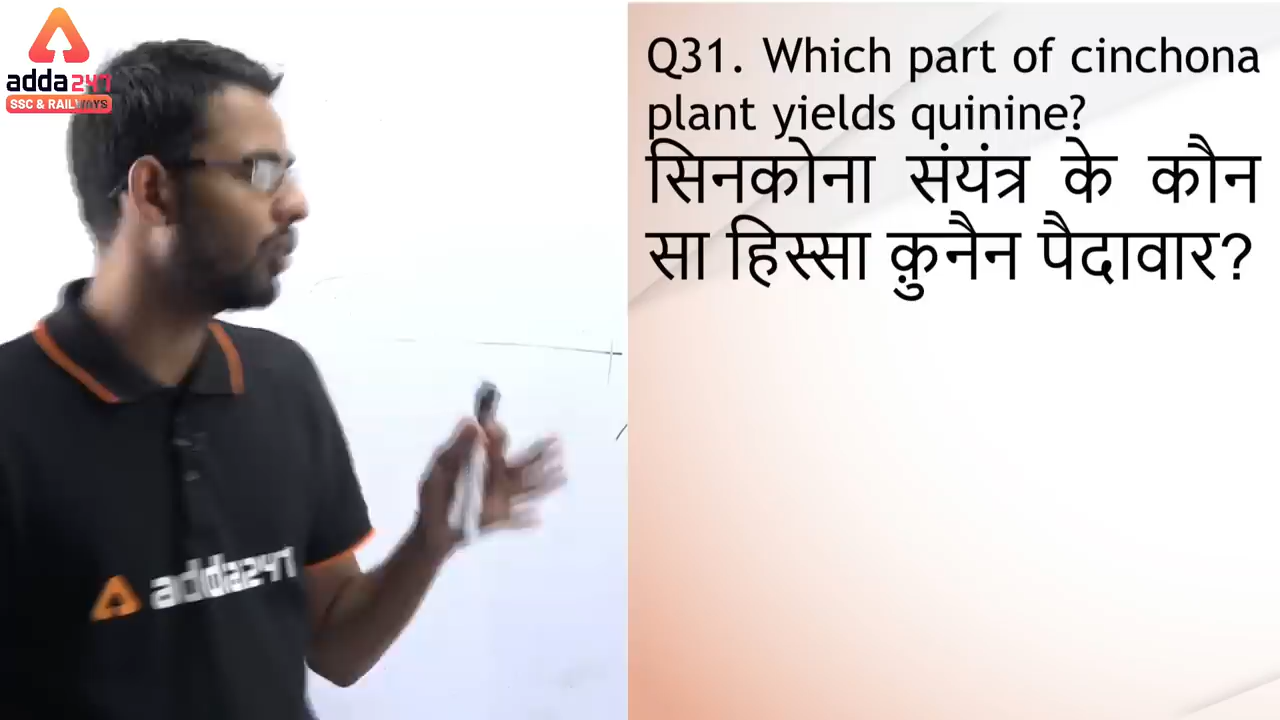 adda247
SSC & RAILWAYS
adda247
Q31. Which part of cinchona
plant yields quinine?
सिनकोना संयंत्र के कौन
सा हिस्सा क़ुनैन पैदावार?